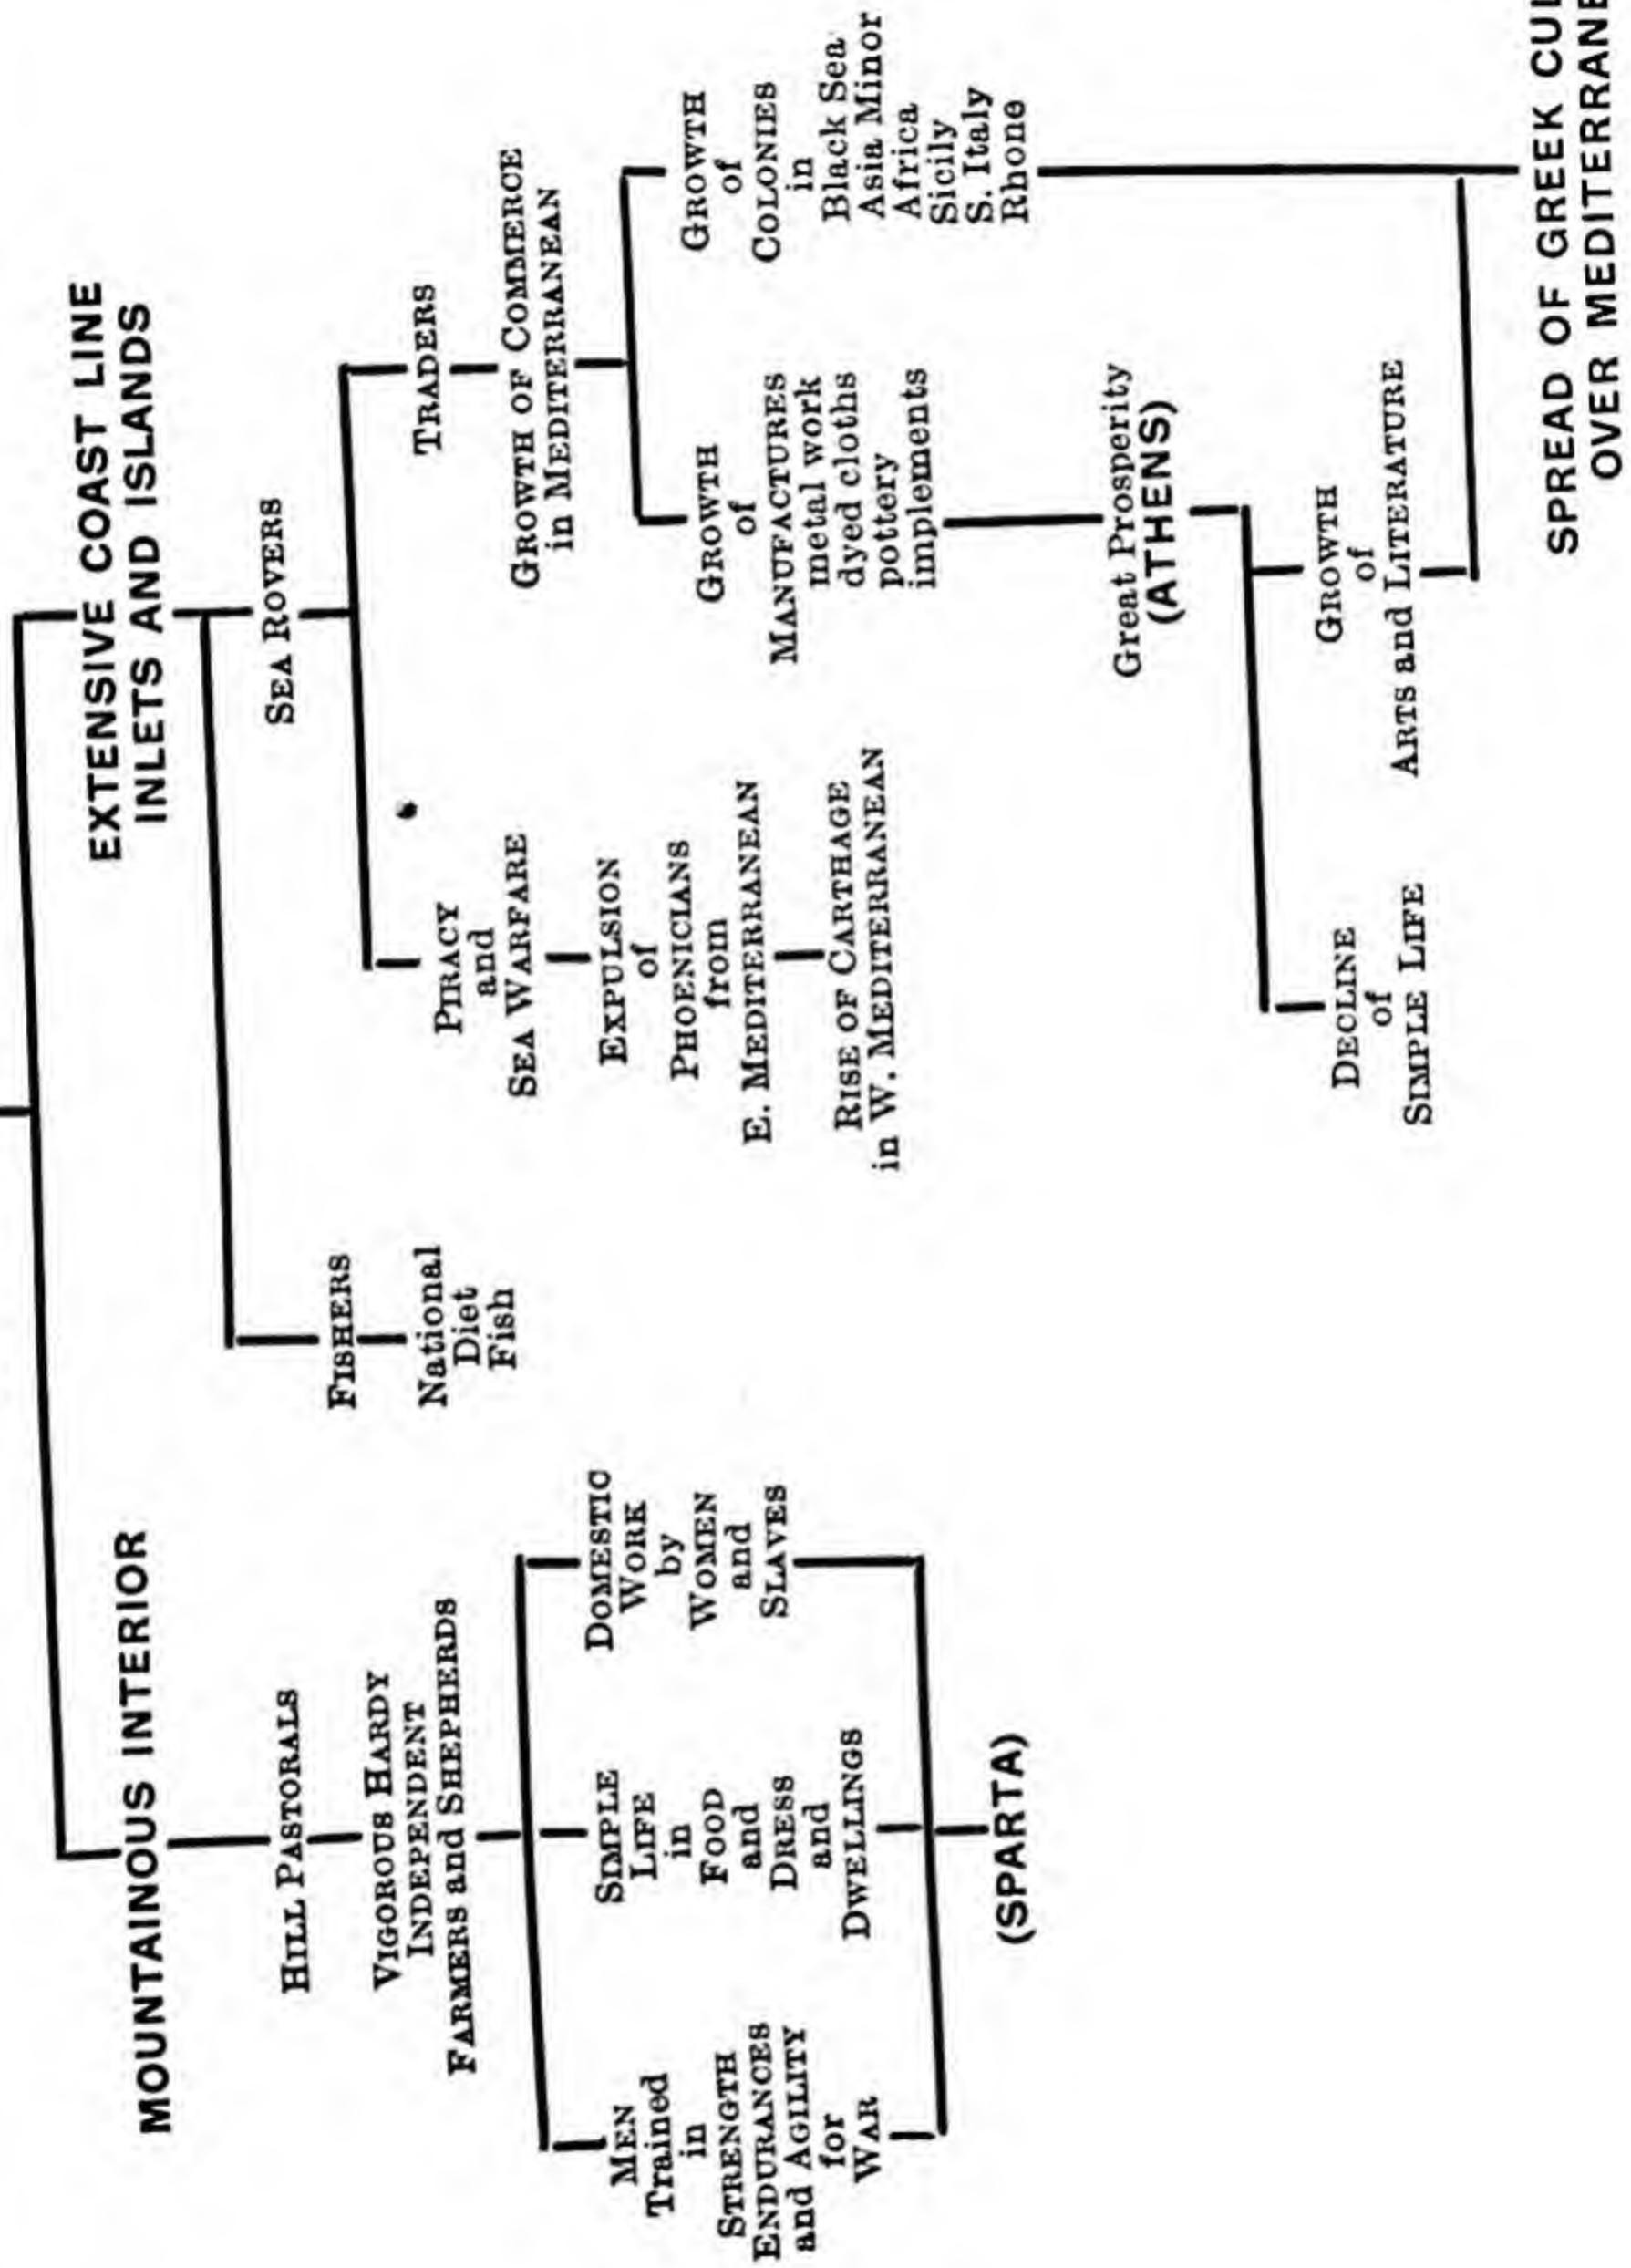 MOUNTAINOUS INTERIOR
HILL PASTORALS
VIGOROUS HARDY
INDEPENDENT
FARMERS and SHEPHERDS
MEN
Trained
in
STRENGTH
ENDURANCES
and AGILITY
for
WAR
SIMPLE
LIFE
in
FOOD
and
DRESS
and
DWELLINGS
DOMESTIC
WORK
by
WOMEN
and
SLAVES
(SPARTA)
EXTENSIVE COAST LINE
INLETS AND ISLANDS
FISHERS
National
Diet
Fish
SEA ROVERS
PIRACY
and
SEA WARFARE
EXPULSION
of
PHOENICIANS
from
E. MEDITERRANEAN
RISE OF CARTHAGE
in W. MEDITERRANEAN
TRADERS
GROWTH OF COMMERCE
in MEDITERRANEAN
GROWTH
of
MANUFACTURES
metal work
dyed cloths
pottery
implements
GROWTH
of
COLONIES
in
Black Sea
Asia Minor
Africa
Sicily
S. Italy
Rhone
Great Prosperity
(ATHENS)
DECLINE
of
SIMPLE LIFE
GROWTH
of
ARTS and LITERATURE
SPREAD OF GREEK
OVER